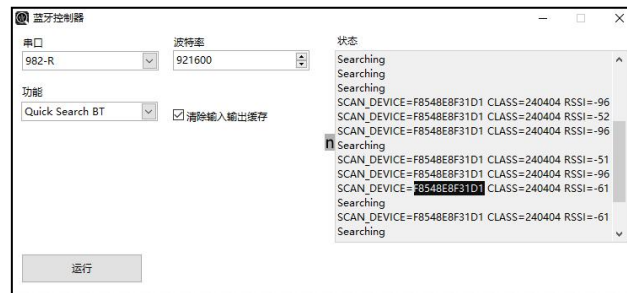 蓝牙控制器
串口
982-R
波特率
921600
功能
Quick Search BT
清除输入输出缓存
运行
n
状态
Searching
Searching
Searching
SCAN_DEVICE=F8548E8F31D1 CLASS=240404 RSSI=-96
SCAN_DEVICE=F8548E8F31D1 CLASS=240404 RSSI=-52
SCAN_DEVICE=F8548E8F31D1 CLASS=240404 RSSI=-96
Searching
SCAN_DEVICE=F8548E8F31D1 CLASS=240404 RSSI=-51
SCAN_DEVICE=F8548E8F31D1 CLASS=240404 RSSI=-96
SCAN_DEVICE=F8548E8F31D1 CLASS=240404 RSSI=-61
Searching
SCAN_DEVICE=F8548E8F31D1 CLASS=240404 RSSI=-61
Searching